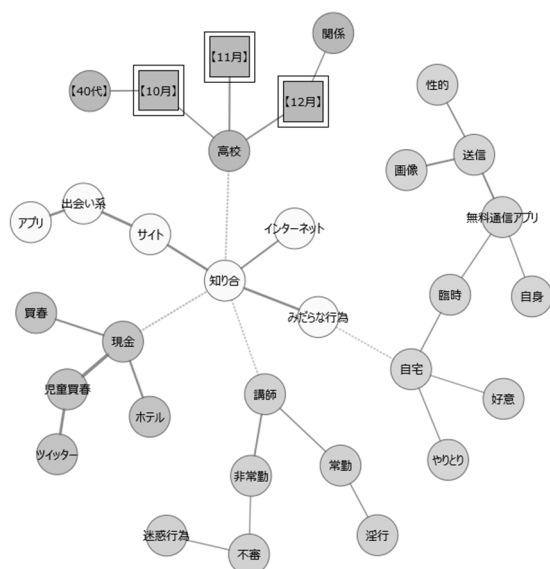 関係
【11月】
【40代】
【10月】
【12月】
性的
高校
送信
画像
出会い系
アプリ
サイト
インターネット
無料通信アプリ
知り合
臨時
自身
買春
みだらな行為
現金
自宅
児童買春
講師
好意
ホテル
ツイッター
非常勤
常勤
やりとり
迷惑行為
不審
淫行